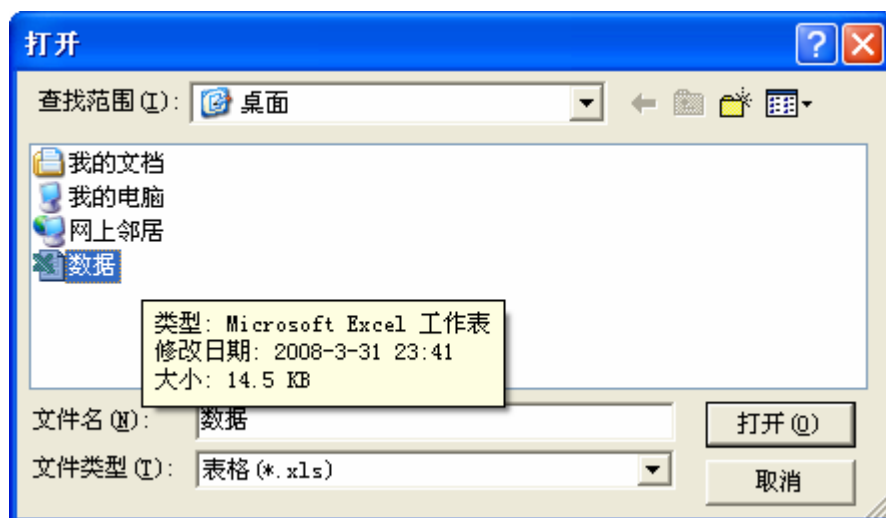 打开
查找范围(I): 桌面
我的文档
我的电脑
网上邻居
数据
类型: Microsoft Excel 工作表
修改日期: 2008-3-31 23:41
大小: 14.5 KB
文件名(N): 数据
打开(O)
文件类型(T): 表格(*.xls)
取消